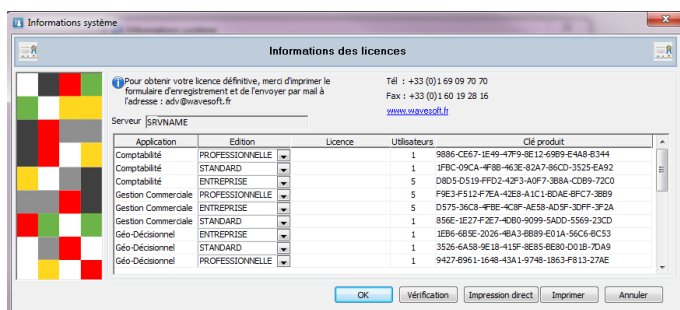 Informations système
Informations des licences
Pour obtenir votre licence définitive, merci d'imprimer le
formulaire d'enregistrement et de l'envoyer par mail à
l'adresse : adv@wavesoft.fr
Tél : +33 (0)1 69 09 70 70
Fax : +33 (0)1 60 19 28 16
www.wavesoft.fr
Serveur SRVNAME
Application Edition Licence Utilisateurs Clé produit
Comptabilité PROFESSIONNELLE 1 9886-CE67-1E49-47F9-8E12-69B9-E4A8-B344
Comptabilité STANDARD 1 1FBC-09CA-4F8B-463E-82A7-86CD-3525-EA92
Comptabilité ENTREPRISE 5 D8D5-D519-FFD2-42F3-A0F7-3B8A-CDB9-72C0
Gestion Commerciale PROFESSIONNELLE 5 F9E3-F512-F7EA-42E8-A1C1-BDAE-BFC7-3BB9
Gestion Commerciale ENTREPRISE 5 D575-36C8-4FBE-4C8F-AE58-AD5F-3DFF-3F2A
Gestion Commerciale STANDARD 1 856E-1E27-F2E7-4DB0-9099-5ADD-5569-23CD
Géo-Décisionnel ENTREPRISE 1 1EB6-6B5E-2026-4BA3-BB89-E01A-56C6-BC53
Géo-Décisionnel STANDARD 1 3526-6A58-9E18-415F-8E85-BE80-D01B-7DA9
Géo-Décisionnel PROFESSIONNELLE 1 9427-B961-1648-43A1-9748-1863-F813-27AE
OK Vérification Impression direct Imprimer Annuler